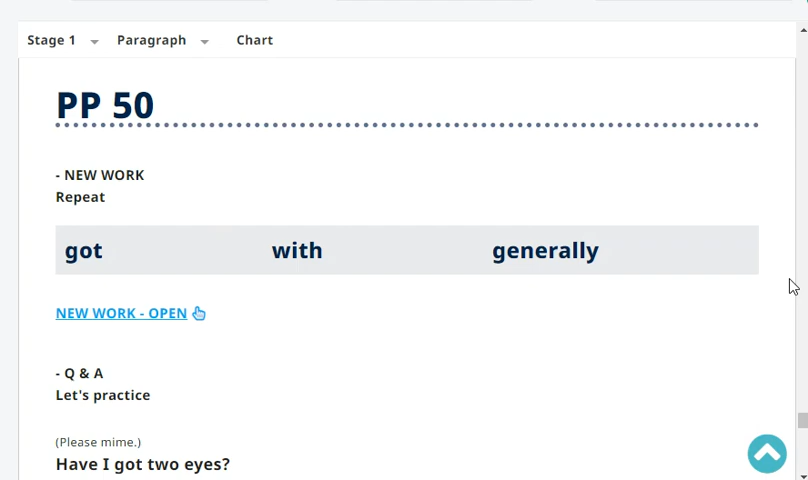 Stage 1 Paragraph Chart
PP 50
- NEW WORK
Repeat
got with generally
NEW WORK - OPEN
- Q & A
Let's practice
(Please mime.)
Have I got two eyes?